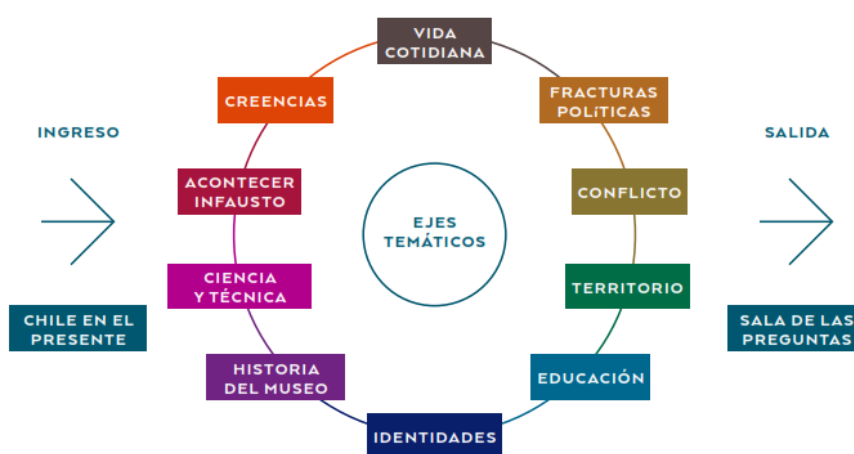 VIDA
COTIDIANA
CREENCIAS
FRACTURAS
POLíTICAS
INGRESO
SALIDA
ACONTECER
INFAUSTO
CONFLICTO
EJES
TEMÁTICOS
CIENCIA
Y TÉCNICA
TERRITORIO
CHILE EN EL
PRESENTE
SALA DE LAS
PREGUNTAS
HISTORIA
DEL MUSEO
EDUCACIÓN
IDENTIDADES